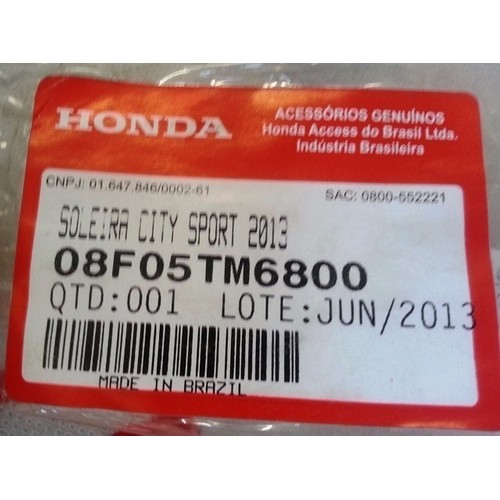 HONDA
ACESSÓRIOS GENUÍNOS
Honda Access do Brasil Ltda.
Indústria Brasileira
CNPJ: 01.647.846/0002-61
SAC: 0800-552221
SOLEIRA CITY SPORT 2013
08F05TM6800
QTD:001 LOTE:JUN/2013
MADE IN BRAZIL